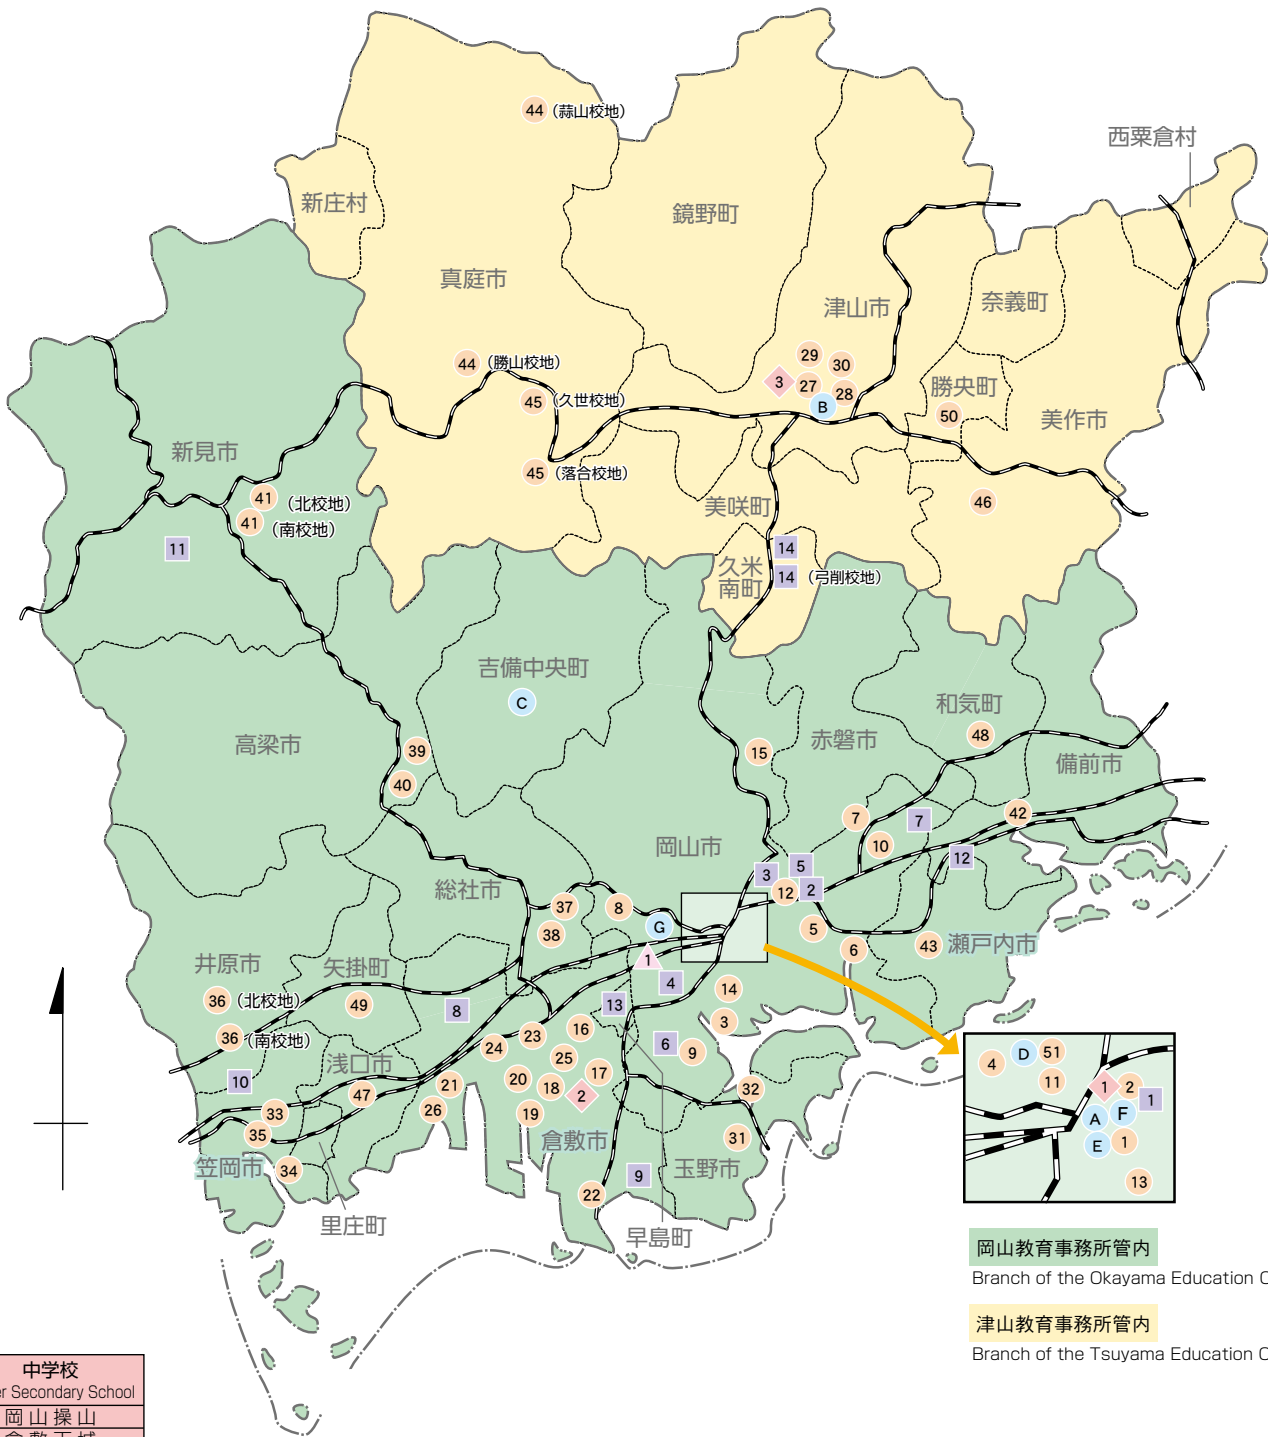 44 (蒜山校地)
西粟倉村
新庄村
鏡野町
真庭市
津山市
奈義町
29
30
44 (勝山校地)
3
27
28
勝央町
45 (久世校地)
B
50
美作市
新見市
45 (落合校地)
41 (北校地)
美咲町
46
41 (南校地)
11
14
久米
南町
14 (弓削校地)
吉備中央町
C
和気町
高梁市
39
15
赤磐市
48
備前市
40
7
7
42
10
岡山市
12
5
3
総社市
12
2
37
8
G
5
38
6
43
瀬戸内市
井原市
矢掛町
1
4
14
36 (北校地)
49
8
13
3
16
36 (南校地)
23
24
6
9
25
浅口市
10
21
20
18
17
2
32
47
26
19
33
35
倉敷市
31
笠岡市
34
9
玉野市
22
里庄町
早島町
4
D
51
11
1
2
1
A
F
E
1
13
岡山教育事務所管内
Branch of the Okayama Education O
津山教育事務所管内
Branch of the Tsuyama Education O
中学校
er Secondary School
岡山操山
倉敷天城